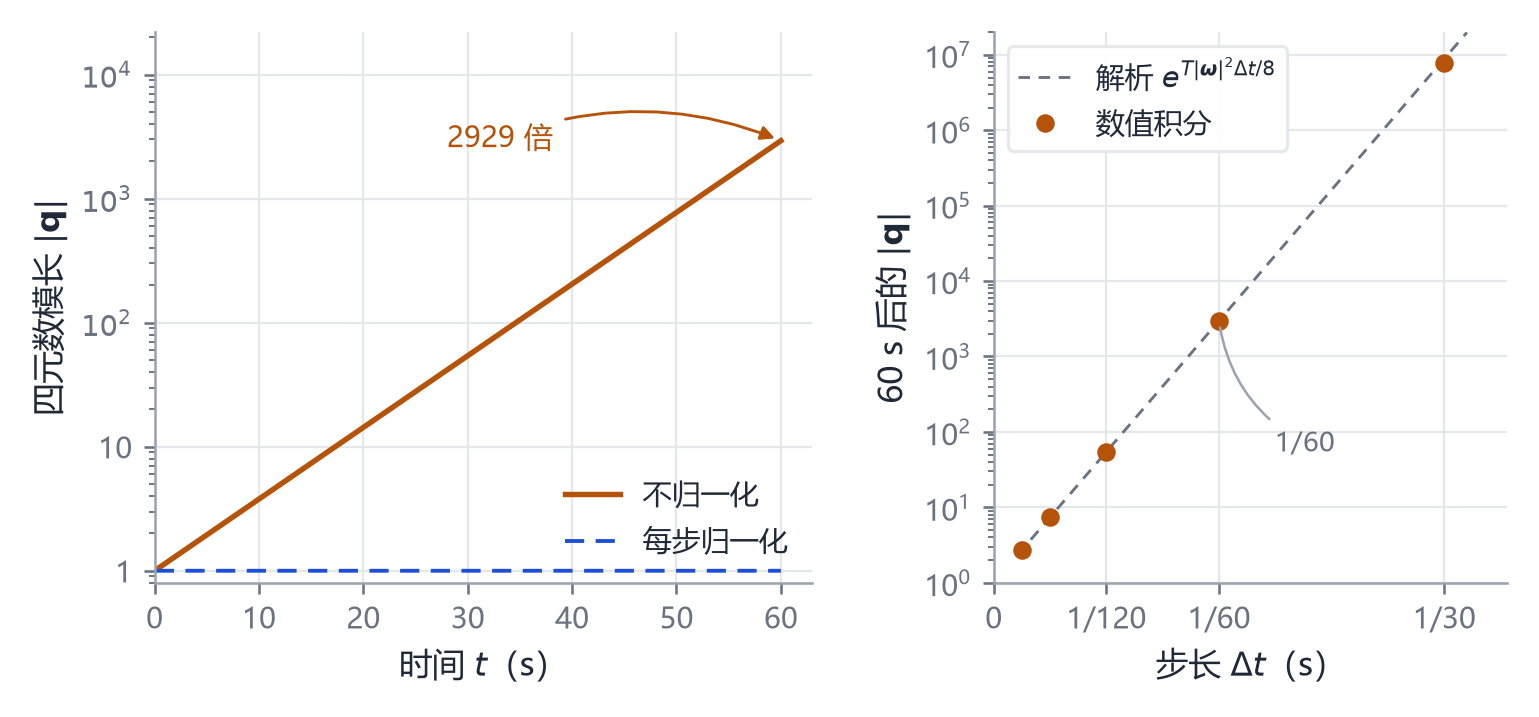 四元数模长 |q|
10⁴
10³
10²
10
1
2929 倍
不归一化
每步归一化
0 10 20 30 40 50 60
时间 t（s）
60 s 后的 |q|
10⁷
10⁶
10⁵
10⁴
10³
10²
10¹
10⁰
解析 e^{T|ω|²Δt/8}
数值积分
1/60
0 1/120 1/60 1/30
步长 Δt（s）